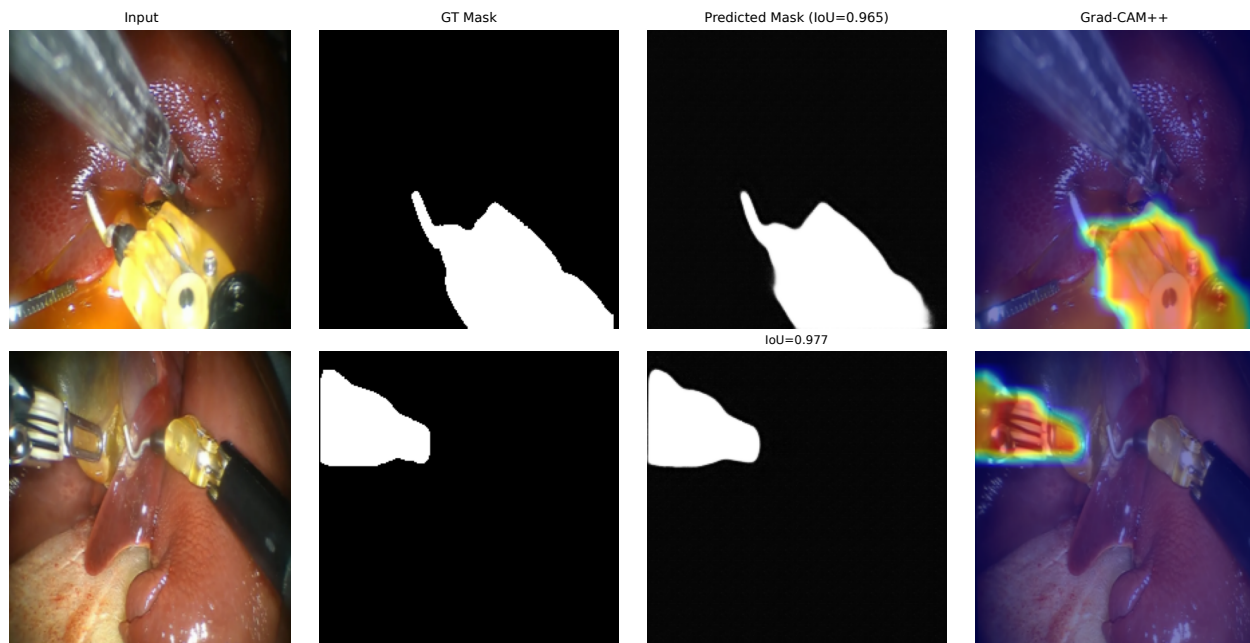 Input
GT Mask
Predicted Mask (IoU=0.965)
Grad-CAM++
IoU=0.977